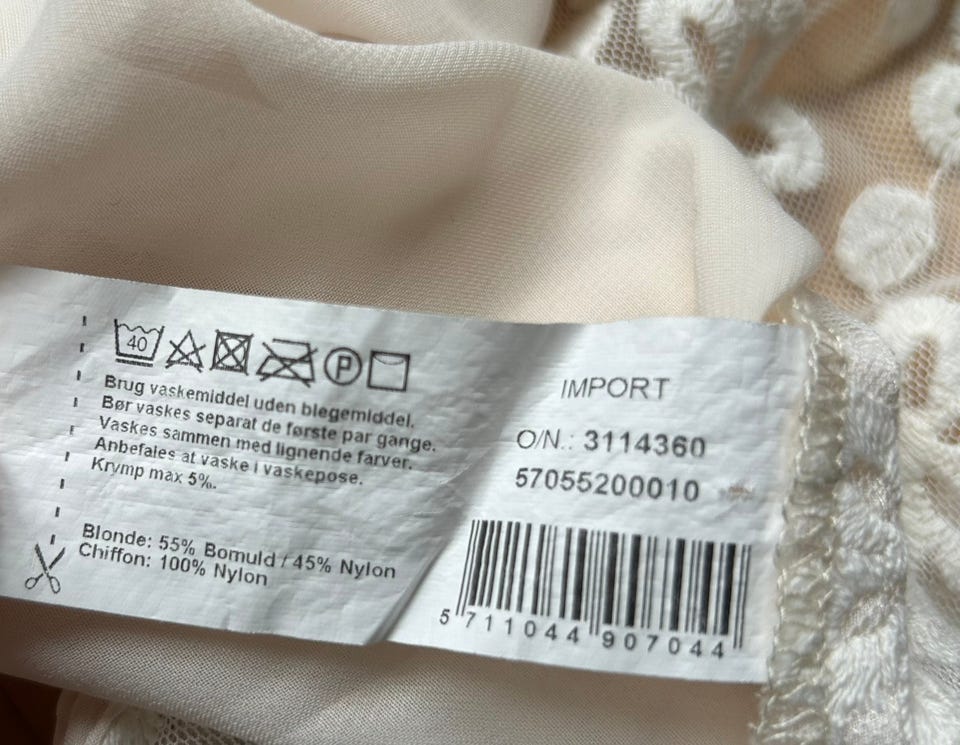 40
P
Brug vaskemiddel uden blegemiddel.
Bør vaskes separat de første par gange.
Vaskes sammen med lignende farver.
Anbefales at vaske i vaskepose.
Krymp max 5%.
Blonde: 55% Bomuld / 45% Nylon
Chiffon: 100% Nylon
IMPORT
O/N.: 3114360
57055200010
5 711044 907044